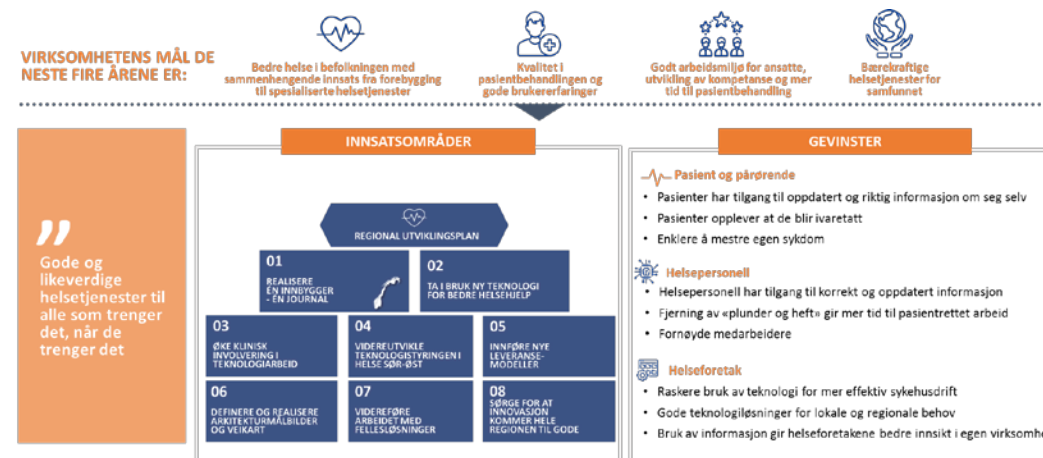 VIRKSOMHETENS MÅL DE
NESTE FIRE ÅRENE ER:
Bedre helse i befolkningen med
sammenhengende innsats fra forebygging
til spesialiserte helsetjenester
Kvalitet i
pasientbehandlingen og
gode brukererfaringer
Godt arbeidsmiljø for ansatte,
utvikling av kompetanse og mer
tid til pasientbehandling
Bærekraftige
helsetjenester for
samfunnet
”
Gode og
likeverdige
helsetjenester til
alle som trenger
det, når de
trenger det
INNSATSOMRÅDER
REGIONAL UTVIKLINGSPLAN
01
REALISERE
ÉN INNBYGGER
- ÉN JOURNAL
02
TA I BRUK NY TEKNOLOGI
FOR BEDRE HELSEHJELP
03
ØKE KLINISK
INVOLVERING I
TEKNOLOGIARBEID
04
VIDEREUTVIKLE
TEKNOLOGISTYRINGEN I
HELSE SØR-ØST
05
INNFØRE NYE
LEVERANSE-
MODELLER
06
DEFINERE OG REALISERE
ARKITEKTURMÅLBILDER
OG VEIKART
07
VIDEREFØRE
ARBEIDET MED
FELLESLØSNINGER
08
SØRGE FOR AT
INNOVASJON
KOMMER HELE
REGIONEN TIL GODE
GEVINSTER
Pasient og pårørende
• Pasienter har tilgang til oppdatert og riktig informasjon om seg selv
• Pasienter opplever at de blir ivaretatt
• Enklere å mestre egen sykdom
Helsepersonell
• Helsepersonell har tilgang til korrekt og oppdatert informasjon
• Fjerning av «plunder og heft» gir mer tid til pasientrettet arbeid
• Fornøyde medarbeidere
Helseforetak
• Raskere bruk av teknologi for mer effektiv sykehusdrift
• Gode teknologiløsninger for lokale og regionale behov
• Bruk av informasjon gir helseforetakene bedre innsikt i egen virksomhe